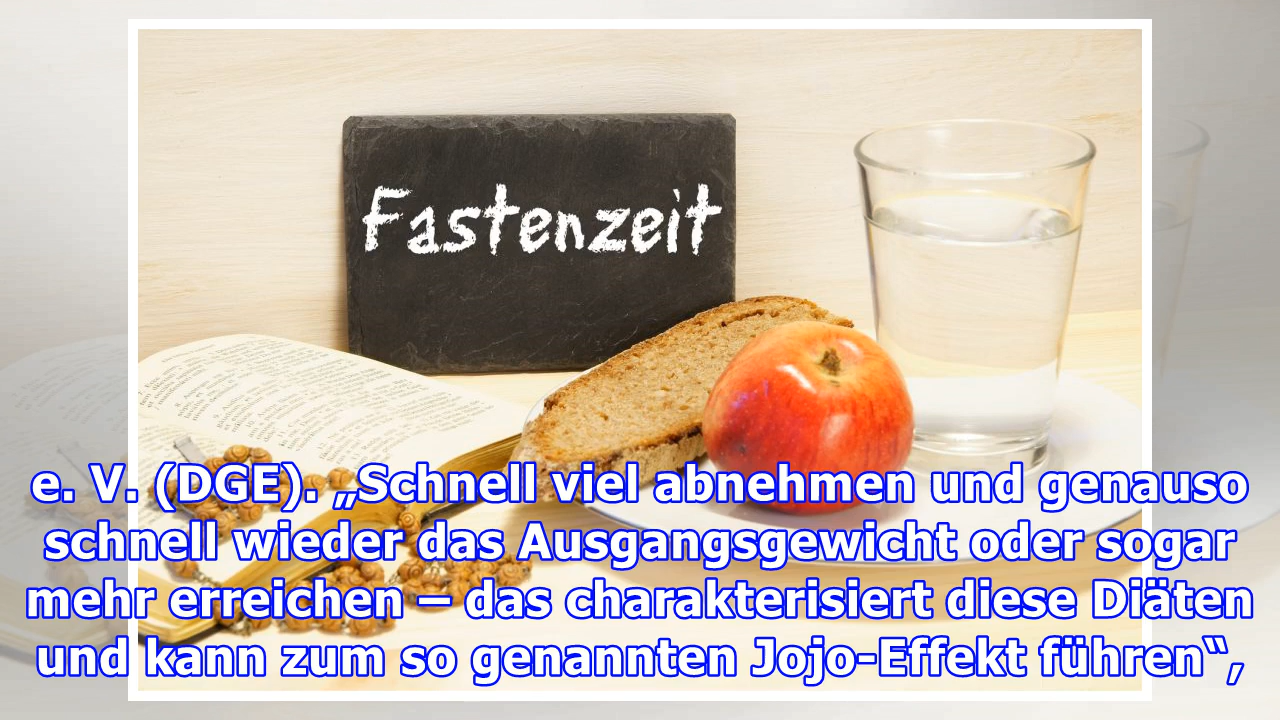 Fastenzeit
e. V. (DGE). „Schnell viel abnehmen und genauso
schnell wieder das Ausgangsgewicht oder sogar
mehr erreichen – das charakterisiert diese Diäten
und kann zum so genannten Jojo-Effekt führen“,